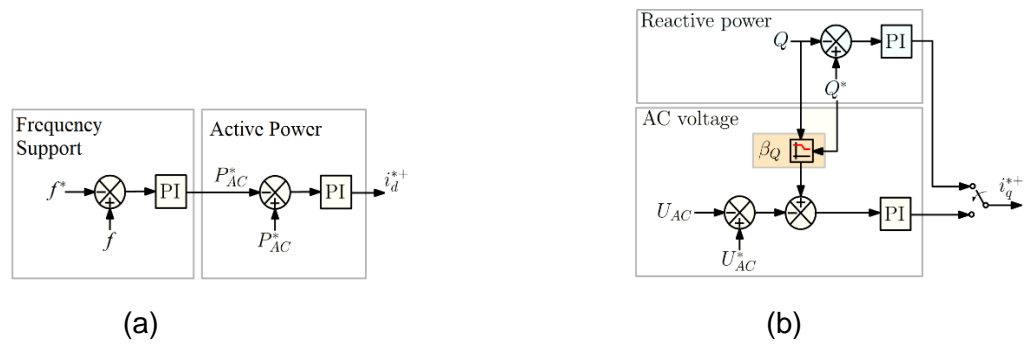 Frequency
Support
f*
PI
f
Active Power
P*AC
PI
i*+d
P*AC
(a)
Reactive power
Q
PI
Q*
AC voltage
βQ
UAC
PI
U*AC
i*+q
(b)